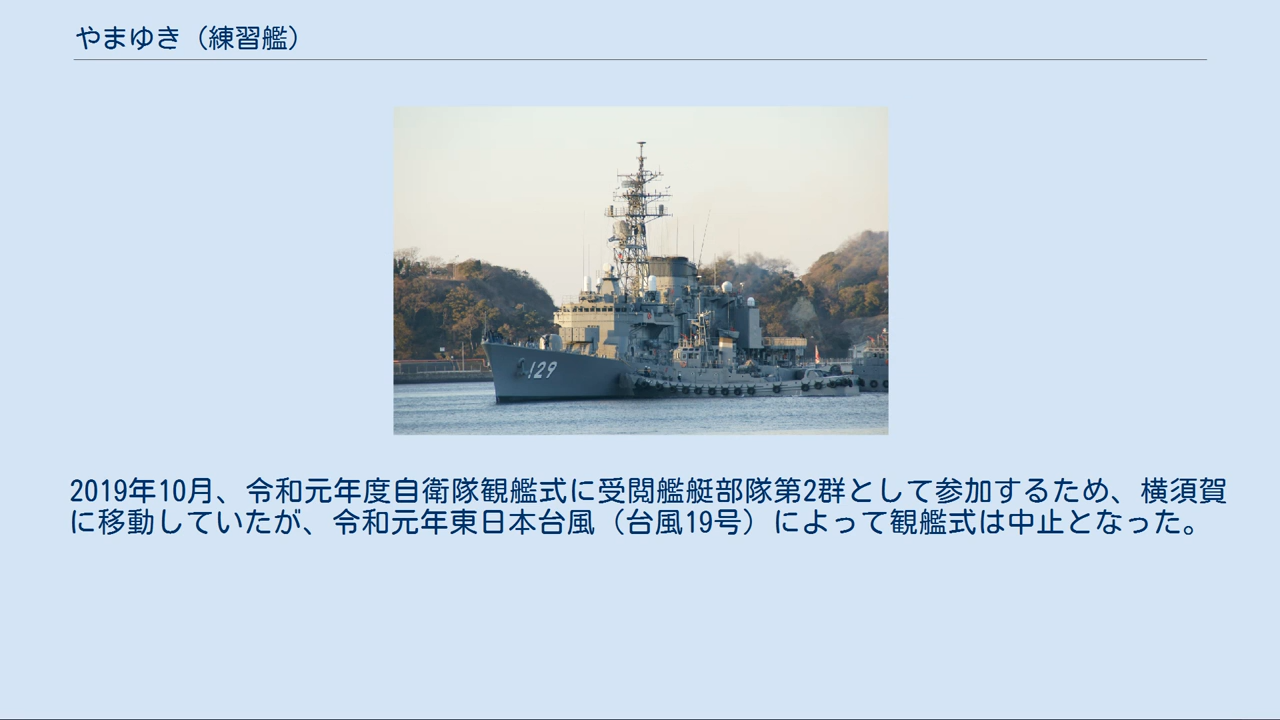 やまゆき（練習艦）
129
2019年10月、令和元年度自衛隊観艦式に受閲艦艇部隊第2群として参加するため、横須賀
に移動していたが、令和元年東日本台風（台風19号）によって観艦式は中止となった。